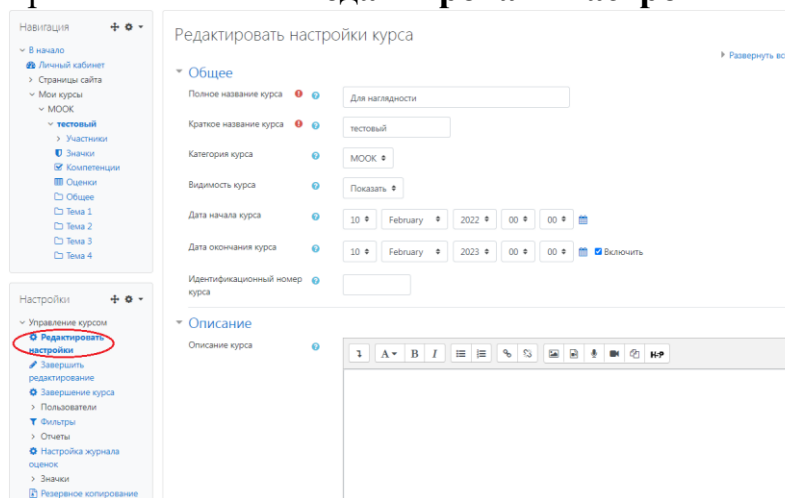 Навигация
В начало
Личный кабинет
Страницы сайта
Мои курсы
МООК
тестовый
Участники
Значки
Компетенции
Оценки
Общее
Тема 1
Тема 2
Тема 3
Тема 4
Настройки
Управление курсом
Редактировать
настройки
Завершить
редактирование
Завершение курса
Пользователи
Фильтры
Отчеты
Настройка журнала
оценок
Значки
Резервное копирование
Редактировать настройки курса
Развернуть вс
Общее
Полное название курса Для наглядности
Краткое название курса тестовый
Категория курса МООК
Видимость курса Показать
Дата начала курса 10 February 2022 00 00
Дата окончания курса 10 February 2023 00 00 Включить
Идентификационный номер
курса
Описание
Описание курса
A B I H-P